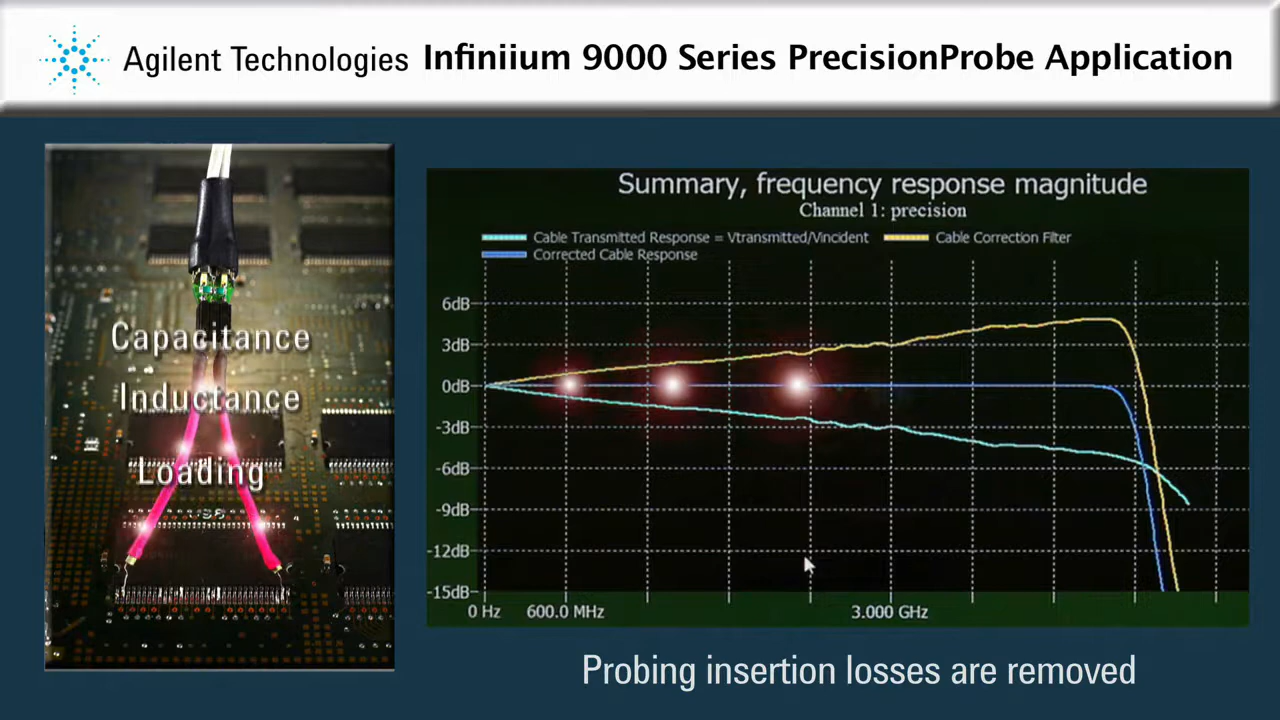 Agilent Technologies Infiniium 9000 Series PrecisionProbe Application
Capacitance
Inductance
Loading
Summary, frequency response magnitude
Channel 1: precision
Cable Transmitted Response = Vtransmitted/Vincident
Cable Correction Filter
Corrected Cable Response
6dB
3dB
0dB
-3dB
-6dB
-9dB
-12dB
-15dB
0 Hz 600.0 MHz 3.000 GHz
Probing insertion losses are removed